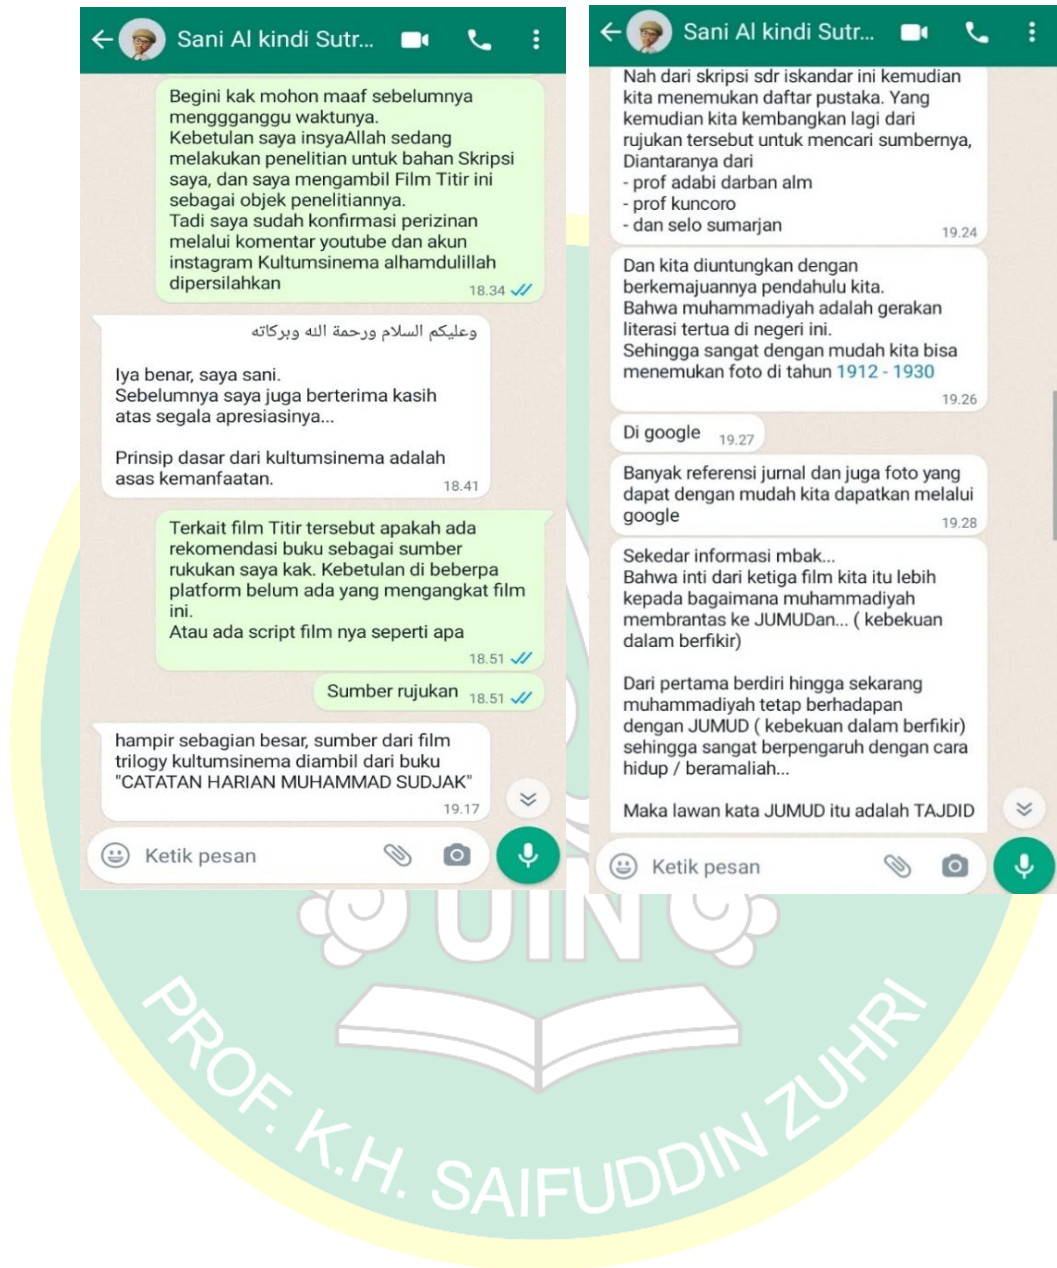 Sani Al kindi Sutr...
Begini kak mohon maaf sebelumnya
menggganggu waktunya.
Kebetulan saya insyaAllah sedang
melakukan penelitian untuk bahan Skripsi
saya, dan saya mengambil Film Titir ini
sebagai objek penelitiannya.
Tadi saya sudah konfirmasi perizinan
melalui komentar youtube dan akun
instagram Kultumsinema alhamdulillah
dipersilahkan
18.34
وعليكم السلام ورحمة الله وبركاته
Iya benar, saya sani.
Sebelumnya saya juga berterima kasih
atas segala apresiasinya...
Prinsip dasar dari kultumsinema adalah
asas kemanfaatan.
18.41
Terkait film Titir tersebut apakah ada
rekomendasi buku sebagai sumber
rukukan saya kak. Kebetulan di beberpa
platform belum ada yang mengangkat film
ini.
Atau ada script film nya seperti apa
18.51
Sumber rujukan 18.51
hampir sebagian besar, sumber dari film
trilogy kultumsinema diambil dari buku
"CATATAN HARIAN MUHAMMAD SUDJAK"
19.17
Ketik pesan
Sani Al kindi Sutr...
Nah dari skripsi sdr iskandar ini kemudian
kita menemukan daftar pustaka. Yang
kemudian kita kembangkan lagi dari
rujukan tersebut untuk mencari sumbernya,
Diantaranya dari
- prof adabi darban alm
- prof kuncoro
- dan selo sumarjan
19.24
Dan kita diuntungkan dengan
berkemajuannya pendahulu kita.
Bahwa muhammadiyah adalah gerakan
literasi tertua di negeri ini.
Sehingga sangat dengan mudah kita bisa
menemukan foto di tahun 1912 - 1930
19.26
Di google 19.27
Banyak referensi jurnal dan juga foto yang
dapat dengan mudah kita dapatkan melalui
google
19.28
Sekedar informasi mbak...
Bahwa inti dari ketiga film kita itu lebih
kepada bagaimana muhammadiyah
membrantas ke JUMUDan... ( kebekuan
dalam berfikir)
Dari pertama berdiri hingga sekarang
muhammadiyah tetap berhadapan
dengan JUMUD ( kebekuan dalam berfikir)
sehingga sangat berpengaruh dengan cara
hidup / beramaliah...
Maka lawan kata JUMUD itu adalah TAJDID
Ketik pesan
UIN
PROF. K.H. SAIFUDDIN ZUHRI